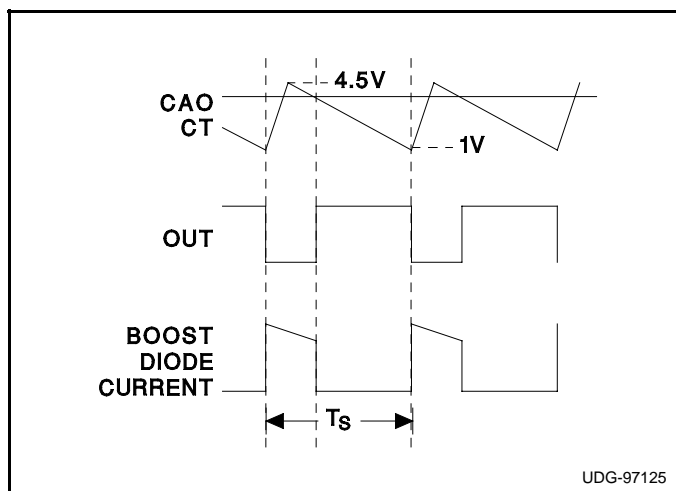 4.5V
CAO
CT
1V
OUT
BOOST
DIODE
CURRENT
TS
UDG-97125